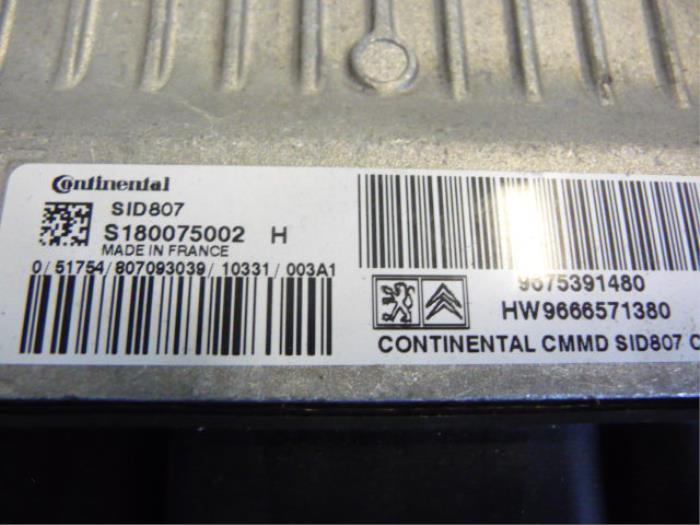 Continental
SID807
S180075002 H
MADE IN FRANCE
0/51754/807093039/10331/003A1
9675391480
HW9666571380
CONTINENTAL CMMD SID807 C